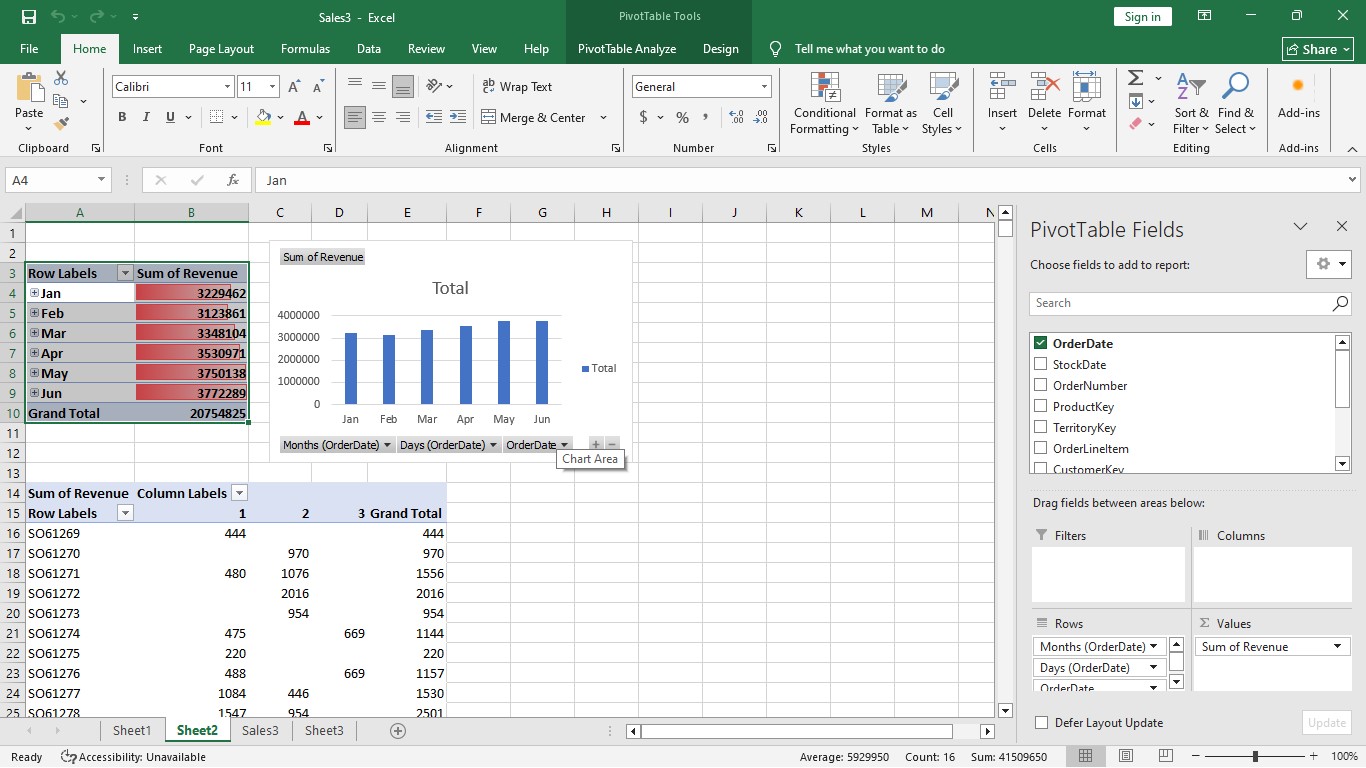 Sales3 - Excel
PivotTable Tools
Sign in
File Home Insert Page Layout Formulas Data Review View Help PivotTable Analyze Design Tell me what you want to do Share
Paste
Clipboard
Calibri 11
B I U
Font
ab Wrap Text
Merge & Center
Alignment
General
$ % ,
Number
Conditional Formatting
Format as Table
Cell Styles
Styles
Insert Delete Format
Cells
Sort & Filter
Find & Select
Editing
Add-ins
Add-ins
A4
fx
Jan
A B C D E F G H I J K L M N
1
2
3 Row Labels Sum of Revenue
4 Jan 3229462
5 Feb 3123861
6 Mar 3348104
7 Apr 3530971
8 May 3750138
9 Jun 3772289
10 Grand Total 20754825
11
12
13
14 Sum of Revenue Column Labels
15 Row Labels 1 2 3 Grand Total
16 SO61269 444 444
17 SO61270 970 970
18 SO61271 480 1076 1556
19 SO61272 2016 2016
20 SO61273 954 954
21 SO61274 475 669 1144
22 SO61275 220 220
23 SO61276 488 669 1157
24 SO61277 1084 446 1530
25 SO61278 1547 954 2501
Sum of Revenue
Total
4000000
3000000
2000000
1000000
0
Jan Feb Mar Apr May Jun
Total
Months (OrderDate) Days (OrderDate) OrderDate
Chart Area
PivotTable Fields
Choose fields to add to report:
Search
OrderDate
StockDate
OrderNumber
ProductKey
TerritoryKey
OrderLineItem
CustomerKey
Drag fields between areas below:
Filters
Columns
Rows
Values
Months (OrderDate)
Days (OrderDate)
OrderDate
Sum of Revenue
Defer Layout Update
Update
Sheet1 Sheet2 Sales3 Sheet3
Ready Accessibility: Unavailable Average: 5929950 Count: 16 Sum: 41509650 100%